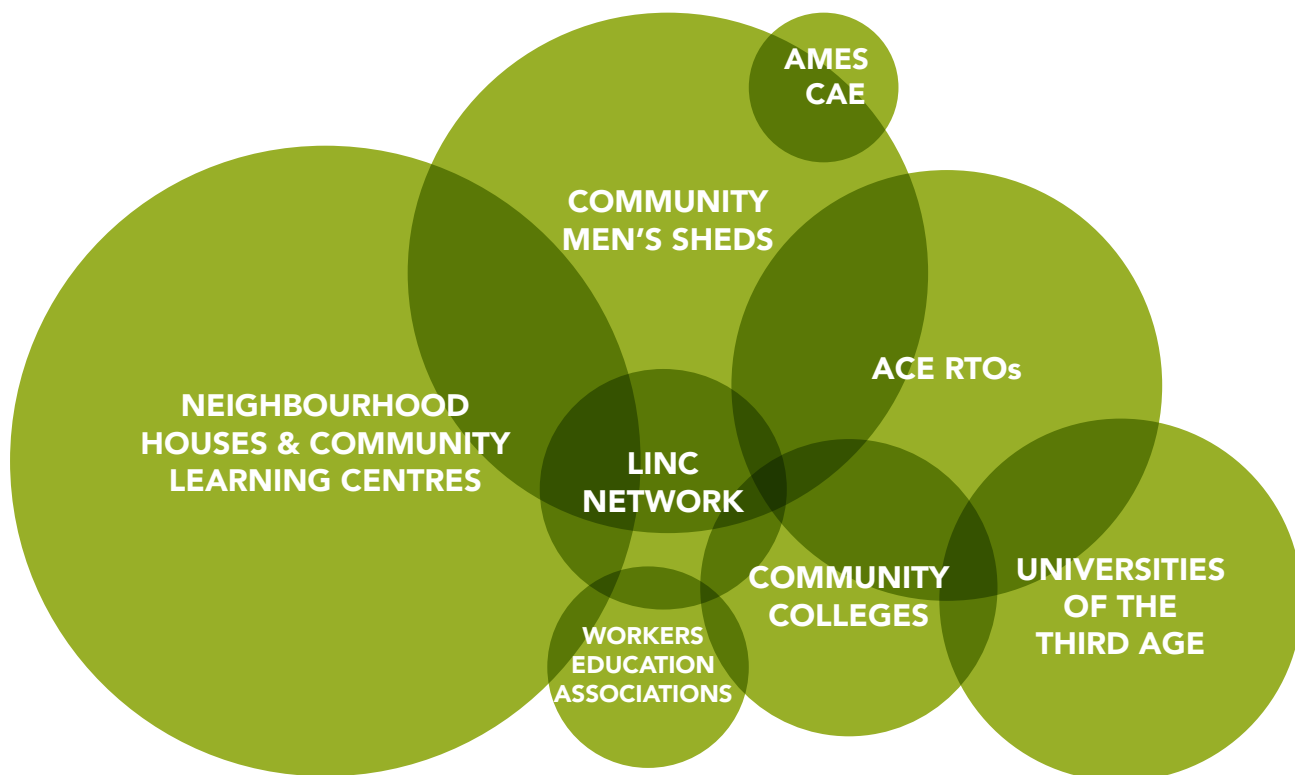 AMES
CAE
COMMUNITY
MEN'S SHEDS
ACE RTOs
NEIGHBOURHOOD
HOUSES & COMMUNITY
LEARNING CENTRES
LINC
NETWORK
COMMUNITY
COLLEGES
UNIVERSITIES
OF THE
THIRD AGE
WORKERS
EDUCATION
ASSOCIATIONS